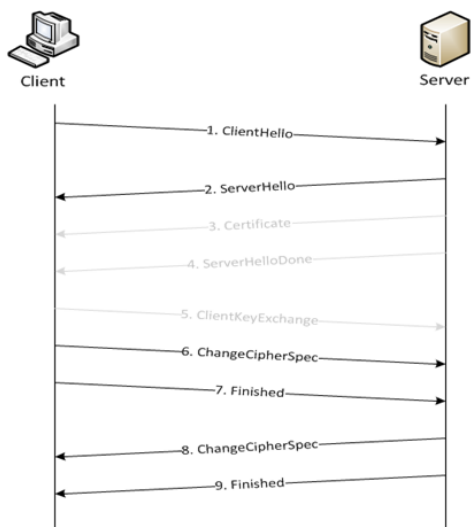 Client
Server
1. ClientHello
2. ServerHello
3. Certificate
4. ServerHelloDone
5. ClientKeyExchange
6. ChangeCipherSpec
7. Finished
8. ChangeCipherSpec
9. Finished